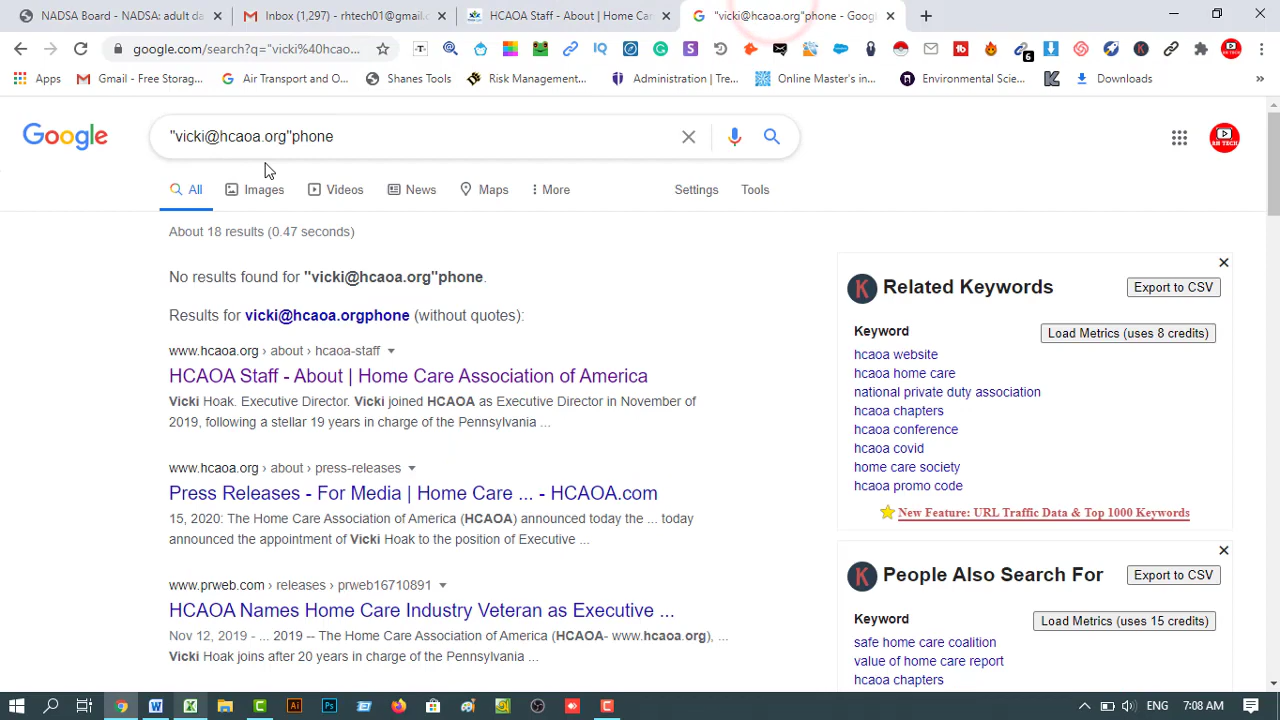 NADSA Board - NADSA: adult da
Inbox (1,297) - rhtech01@gmail.c
HCAOA Staff - About | Home Care
"vicki@hcaoa.org"phone - Googl
google.com/search?q="vicki%40hcao...
6
Apps
Gmail - Free Storag...
Air Transport and O...
Shanes Tools
Risk Management,...
Administration | Tre...
Online Master's in...
Environmental Scie...
Downloads
»
Google
"vicki@hcaoa.org"phone
RH TECH
All
Images
Videos
News
Maps
More
Settings
Tools
About 18 results (0.47 seconds)
No results found for "vicki@hcaoa.org"phone.
Results for vicki@hcaoa.orgphone (without quotes):
www.hcaoa.org › about › hcaoa-staff
HCAOA Staff - About | Home Care Association of America
Vicki Hoak. Executive Director. Vicki joined HCAOA as Executive Director in November of
2019, following a stellar 19 years in charge of the Pennsylvania ...
www.hcaoa.org › about › press-releases
Press Releases - For Media | Home Care ... - HCAOA.com
15, 2020: The Home Care Association of America (HCAOA) announced today the ... today
announced the appointment of Vicki Hoak to the position of Executive ...
www.prweb.com › releases › prweb16710891
HCAOA Names Home Care Industry Veteran as Executive ...
Nov 12, 2019 - ... 2019 -- The Home Care Association of America (HCAOA- www.hcaoa.org), ...
Vicki Hoak joins after 20 years in charge of the Pennsylvania ...
Related Keywords
Export to CSV
Keyword
Load Metrics (uses 8 credits)
hcaoa website
hcaoa home care
national private duty association
hcaoa chapters
hcaoa conference
hcaoa covid
home care society
hcaoa promo code
New Feature: URL Traffic Data & Top 1000 Keywords
People Also Search For
Export to CSV
Keyword
Load Metrics (uses 15 credits)
safe home care coalition
value of home care report
hcaoa chapters
ENG
7:08 AM